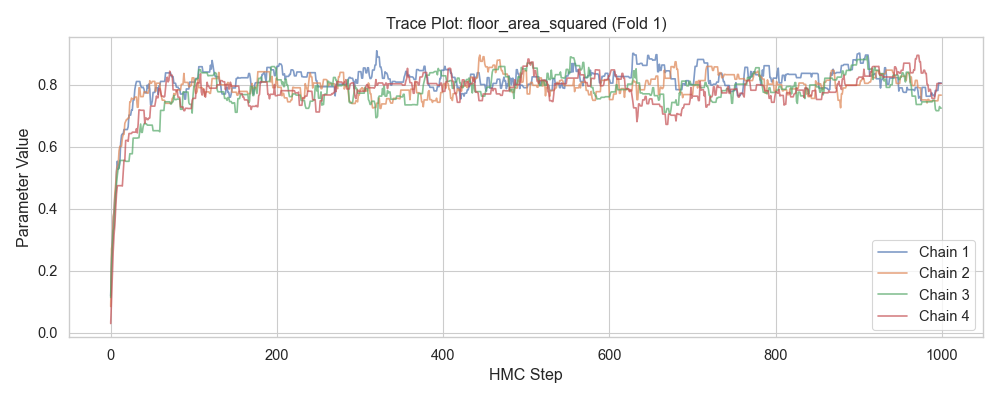 Trace Plot: floor_area_squared (Fold 1)
Parameter Value
0.8
0.6
0.4
0.2
0.0
0 200 400 600 800 1000
HMC Step
Chain 1
Chain 2
Chain 3
Chain 4